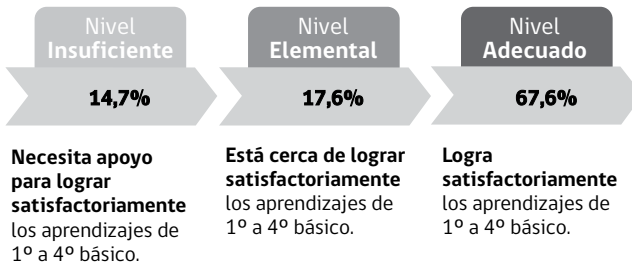 Nivel
Insuficiente
14,7%
Necesita apoyo
para lograr
satisfactoriamente
los aprendizajes de
1º a 4º básico.
Nivel
Elemental
17,6%
Está cerca de lograr
satisfactoriamente
los aprendizajes de
1º a 4º básico.
Nivel
Adecuado
67,6%
Logra
satisfactoriamente
los aprendizajes de
1º a 4º básico.